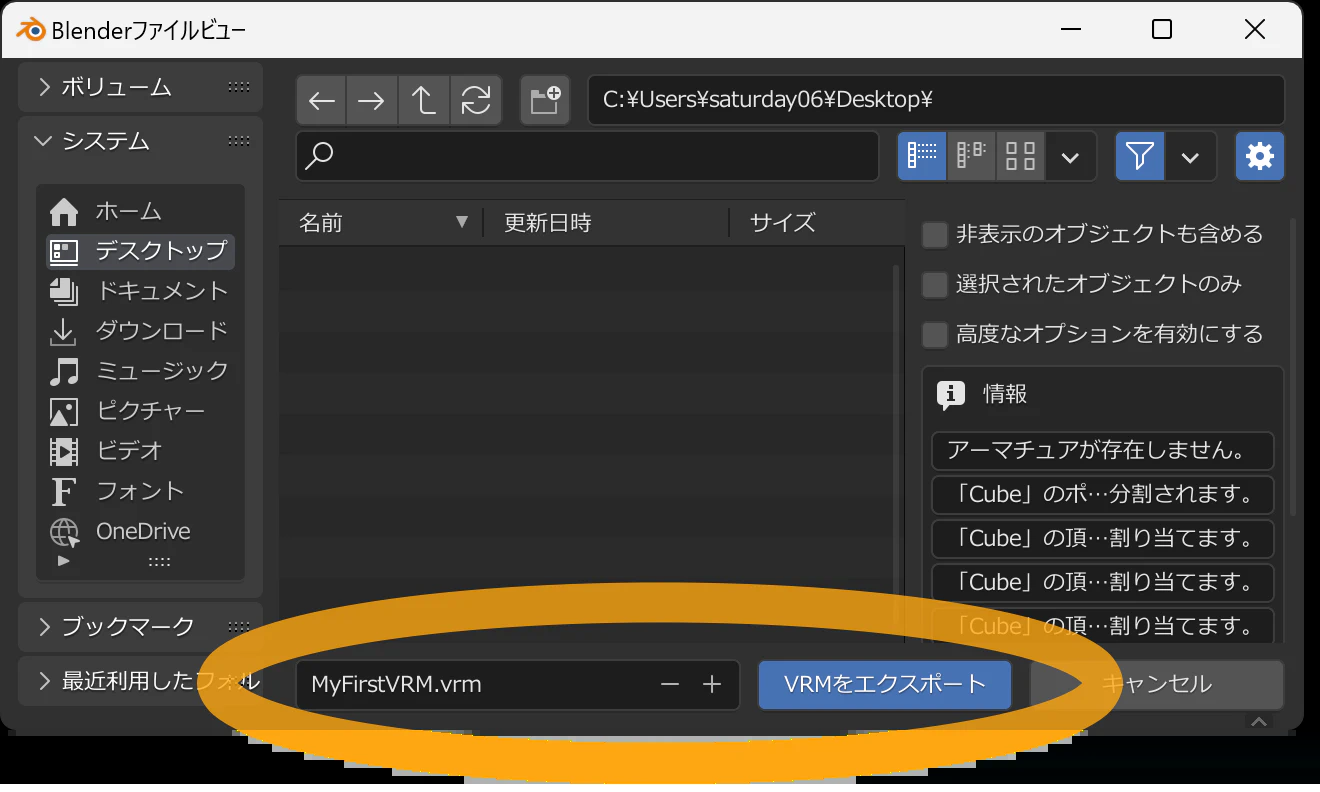 Blenderファイルビュー
ボリューム
システム
ホーム
デスクトップ
ドキュメント
ダウンロード
ミュージック
ピクチャー
ビデオ
フォント
OneDrive
ブックマーク
最近利用したファイル
C:¥Users¥saturday06¥Desktop¥
名前 更新日時 サイズ
非表示のオブジェクトも含める
選択されたオブジェクトのみ
高度なオプションを有効にする
情報
アーマチュアが存在しません。
「Cube」のポ…分割されます。
「Cube」の頂…割り当てます。
「Cube」の頂…割り当てます。
「Cube」の頂…割り当てます。
MyFirstVRM.vrm
VRMをエクスポート
キャンセル